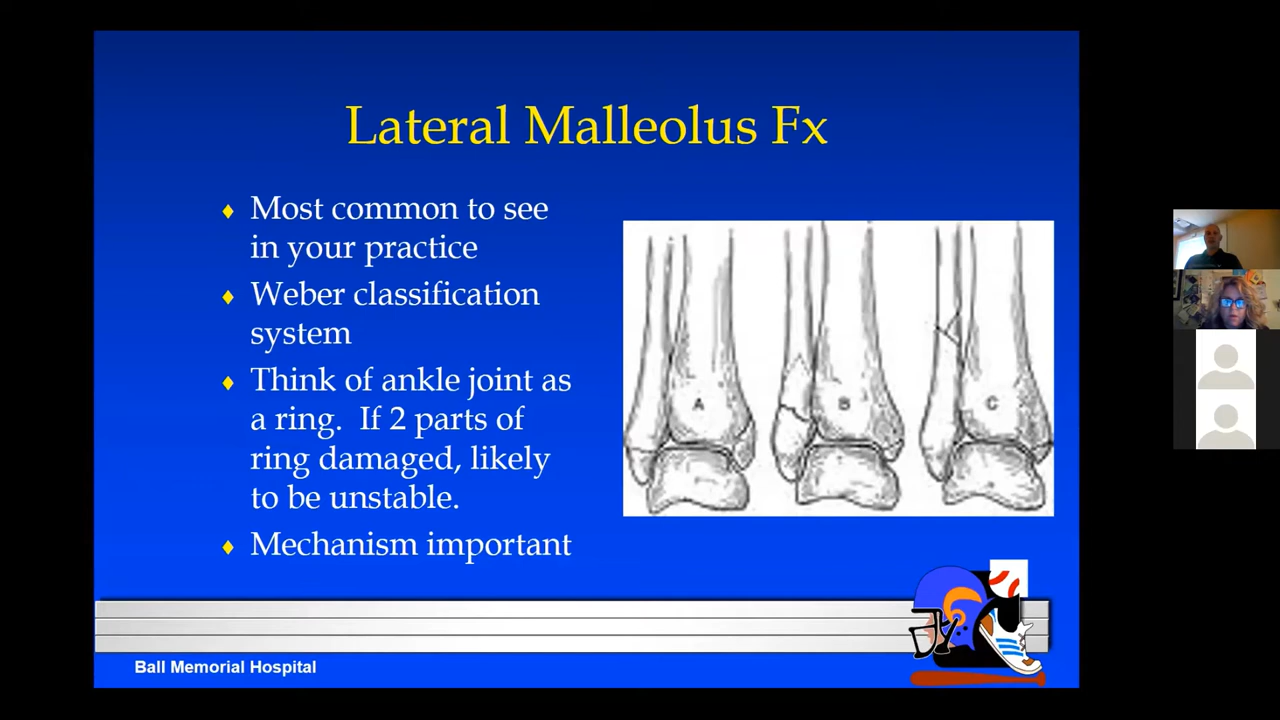 Lateral Malleolus Fx
Most common to see
in your practice
Weber classification
system
Think of ankle joint as
a ring. If 2 parts of
ring damaged, likely
to be unstable.
Mechanism important
A
B
C
Ball Memorial Hospital